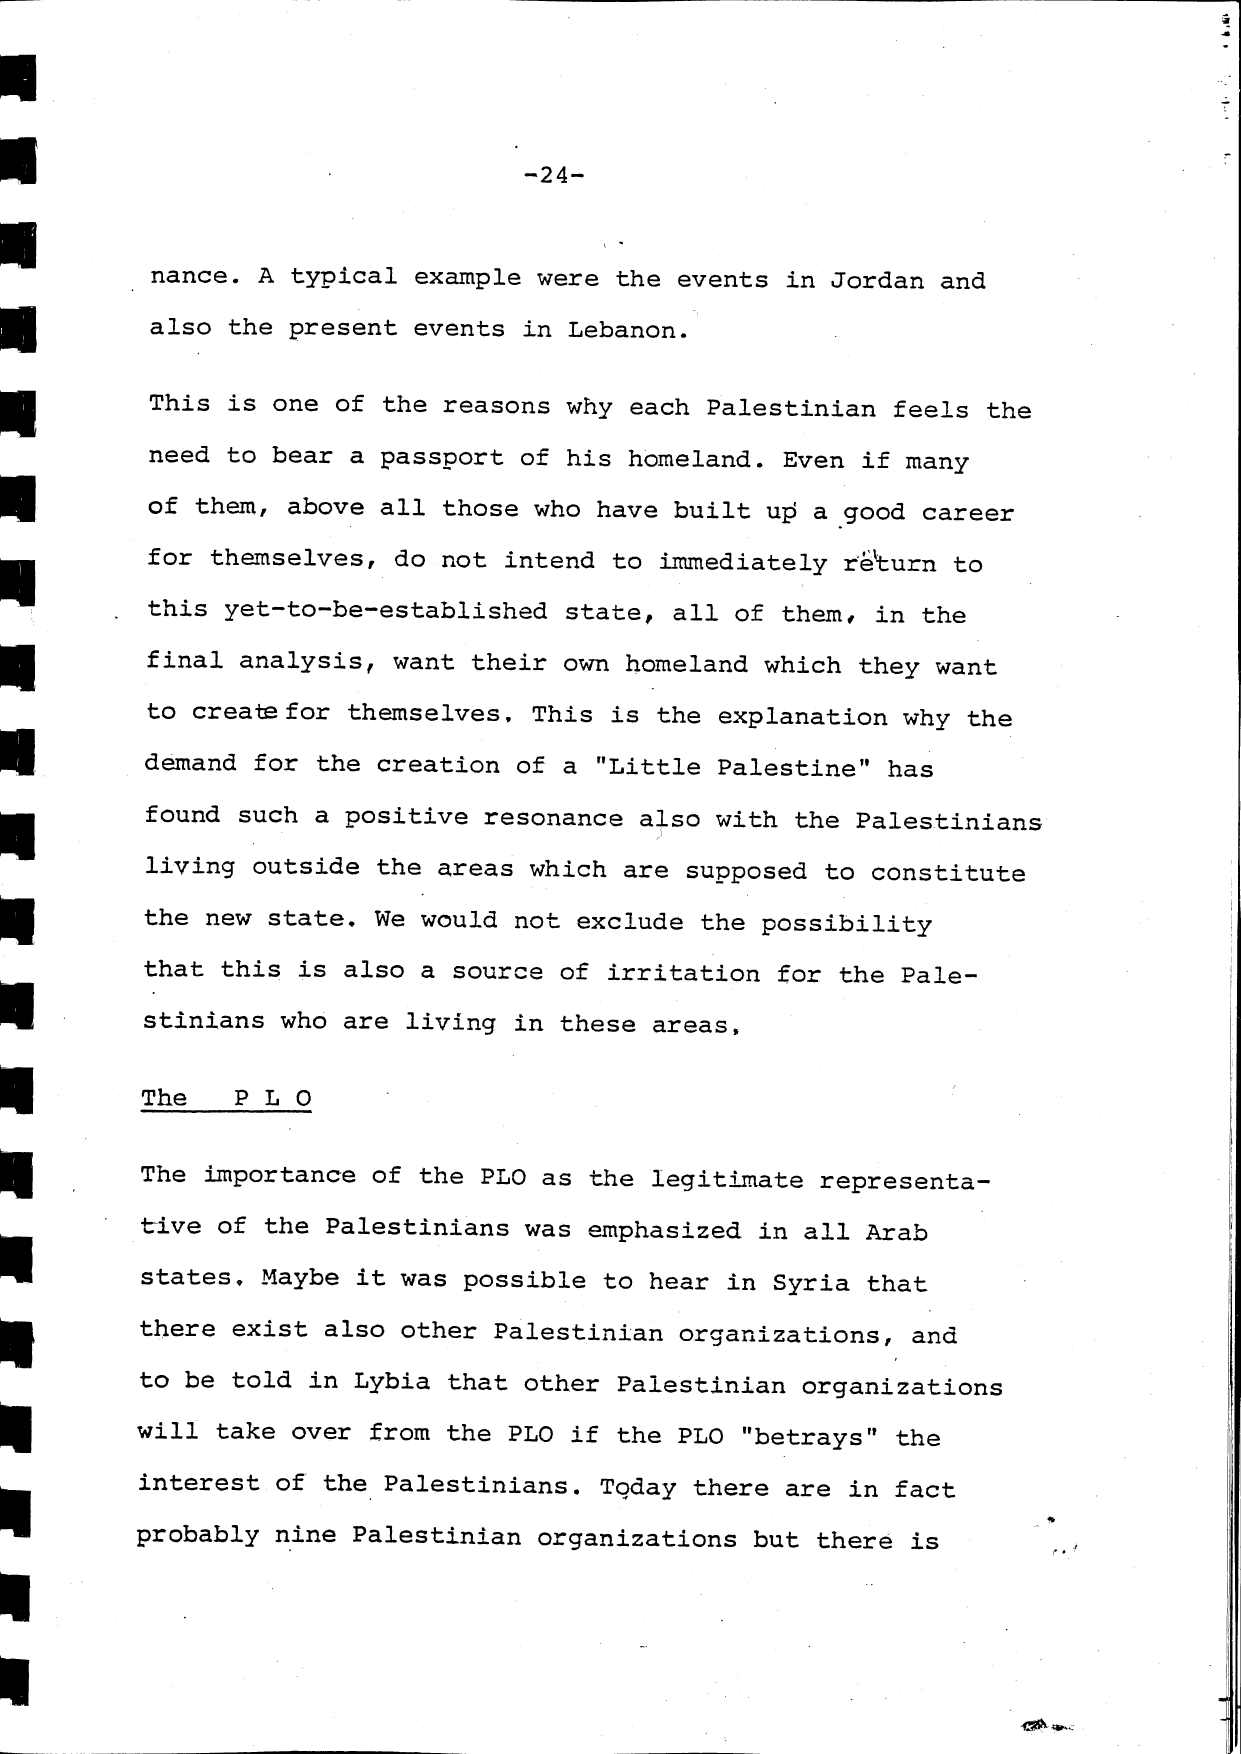 -24-
nance. A typical example were the events in Jordan and
also the present events in Lebanon.
This is one of the reasons why each Palestinian feels the
need to bear a passport of his homeland. Even if many
of them, above all those who have built up a good career
for themselves, do not intend to immediately return to
this yet-to-be-established state, all of them, in the
final analysis, want their own homeland which they want
to create for themselves. This is the explanation why the
demand for the creation of a "Little Palestine" has
found such a positive resonance also with the Palestinians
living outside the areas which are supposed to constitute
the new state. We would not exclude the possibility
that this is also a source of irritation for the Pale-
stinians who are living in these areas.
The P L O
The importance of the PLO as the legitimate representa-
tive of the Palestinians was emphasized in all Arab
states. Maybe it was possible to hear in Syria that
there exist also other Palestinian organizations, and
to be told in Lybia that other Palestinian organizations
will take over from the PLO if the PLO "betrays" the
interest of the Palestinians. Today there are in fact
probably nine Palestinian organizations but there is